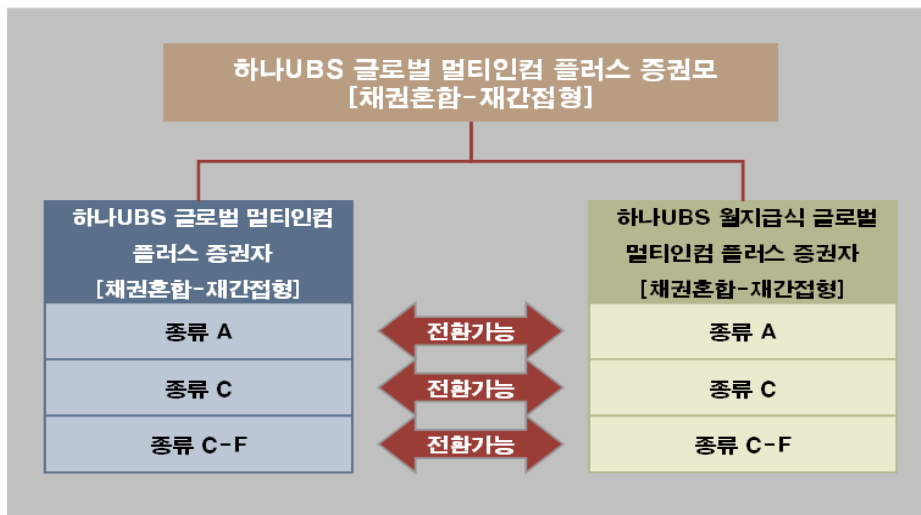 하나UBS 글로벌 멀티인컴 플러스 증권모
[채권혼합-재간접형]
하나UBS 글로벌 멀티인컴
플러스 증권자
[채권혼합-재간접형]
하나UBS 월지급식 글로벌
멀티인컴 플러스 증권자
[채권혼합-재간접형]
종류 A
전환가능
종류 A
종류 C
전환가능
종류 C
종류 C-F
전환가능
종류 C-F